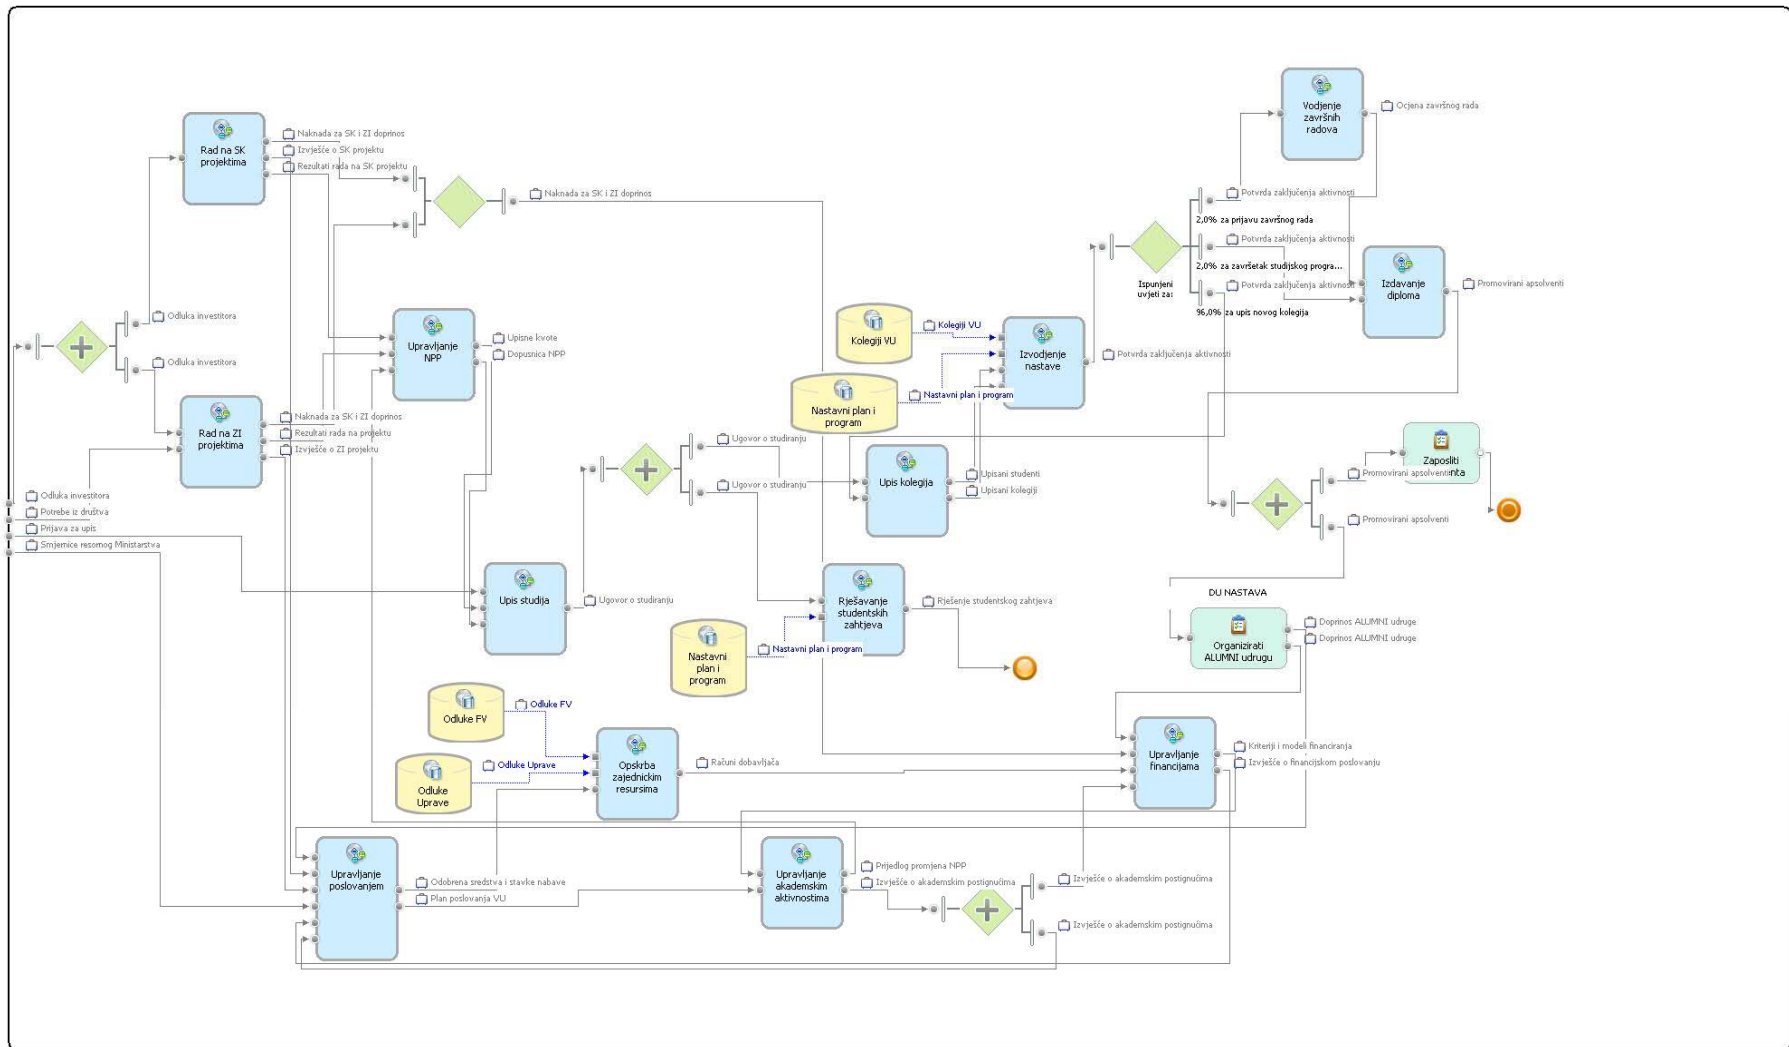 Vodjenje
završnih
radova
Ocjena završnog rada
Rad na SK
projektima
Naknada za SK i ZI doprinos
Izvješće o SK projektu
Rezultati rada na SK projektu
Naknada za SK i ZI doprinos
Potvrda zaključenja aktivnosti
2,0% za prijavu završnog rada
Potvrda zaključenja aktivnosti
2,0% za završetak studijskog progra...
Ispunjeni
uvjeti za:
Potvrda zaključenja aktivnosti
96,0% za upis novog kolegija
Izdavanje
diploma
Promovirani apsolventi
Odluka investitora
Odluka investitora
Upravljanje
NPP
Upisne kvote
Dopusnica NPP
Kolegiji VU
Kolegiji VU
Izvodjenje
nastave
Potvrda zaključenja aktivnosti
Nastavni plan i
program
Nastavni plan i program
Rad na ZI
projektima
Naknada za SK i ZI doprinos
Rezultati rada na projektu
Izvješće o ZI projektu
Ugovor o studiranju
Ugovor o studiranju
Upis kolegija
Upisani studenti
Upisani kolegiji
Zaposliti
Promovirani apsolventi
Promovirani apsolventi
Odluka investitora
Potrebe iz društva
Prijava za upis
Smjernice resornog Ministarstva
Upis studija
Ugovor o studiranju
Rješavanje
studentskih
zahtjeva
Rješenje studentskog zahtjeva
Nastavni
plan i
program
Nastavni plan i program
DU NASTAVA
Organizirati
ALUMNI udrugu
Doprinos ALUMNI udruge
Doprinos ALUMNI udruge
Odluke FV
Odluke FV
Odluke
Uprave
Odluke Uprave
Opskrba
zajednickim
resursima
Računi dobavljača
Upravljanje
financijama
Kriteriji i modeli financiranja
Izvješće o financijskom poslovanju
Upravljanje
poslovanjem
Odobrena sredstva i stavke nabave
Plan poslovanja VU
Upravljanje
akademskim
aktivnostima
Prijedlog promjena NPP
Izvješće o akademskim postignućima
Izvješće o akademskim postignućima
Izvješće o akademskim postignućima